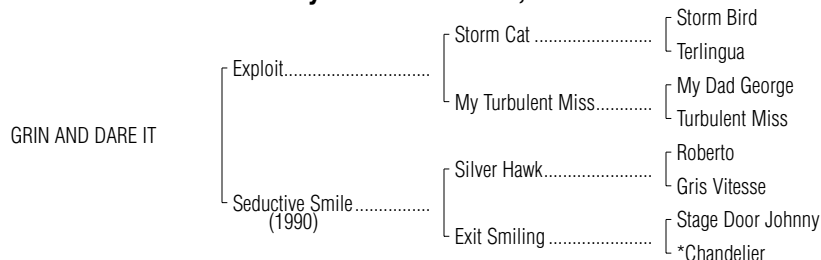 Storm Bird
Storm Cat ....................
Terlingua
Exploit..............................
My Dad George
My Turbulent Miss............
Turbulent Miss
GRIN AND DARE IT
Roberto
Silver Hawk.....................
Gris Vitesse
Seductive Smile................
(1990)
Stage Door Johnny
Exit Smiling ....................
*Chandelier